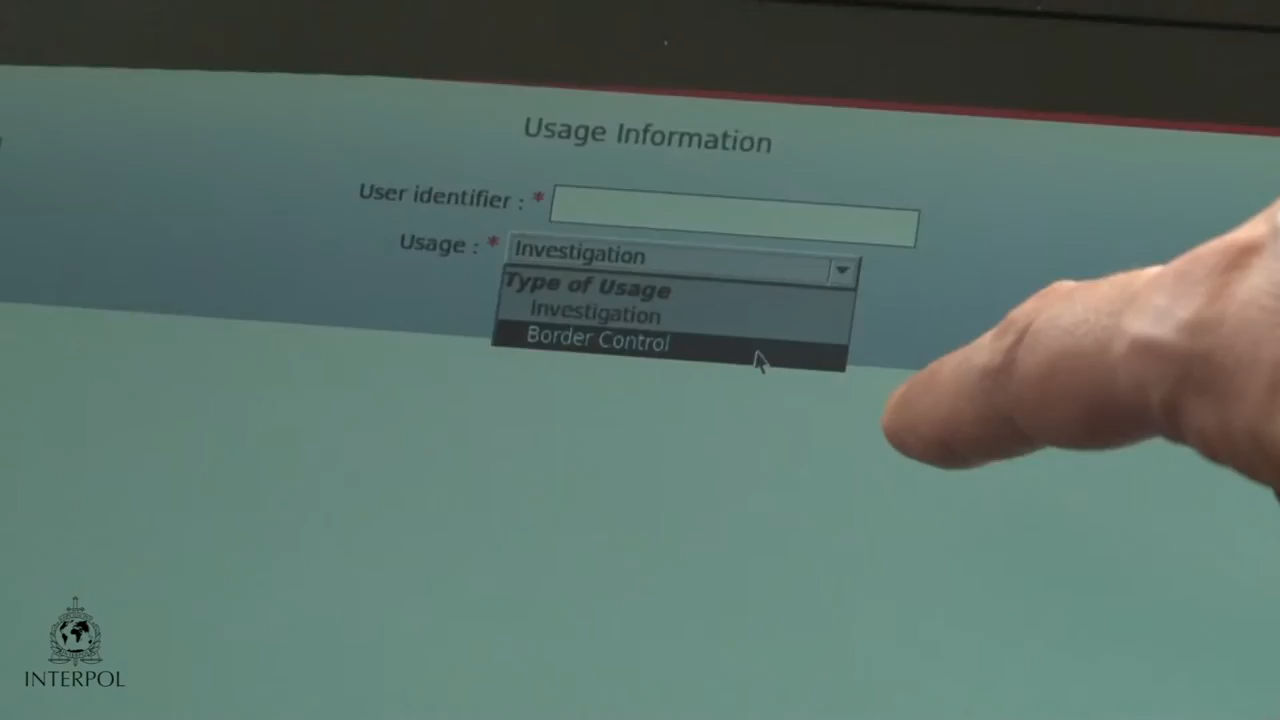 Usage Information
User identifier : *
Usage : * Investigation
Type of Usage
Investigation
Border Control
INTERPOL